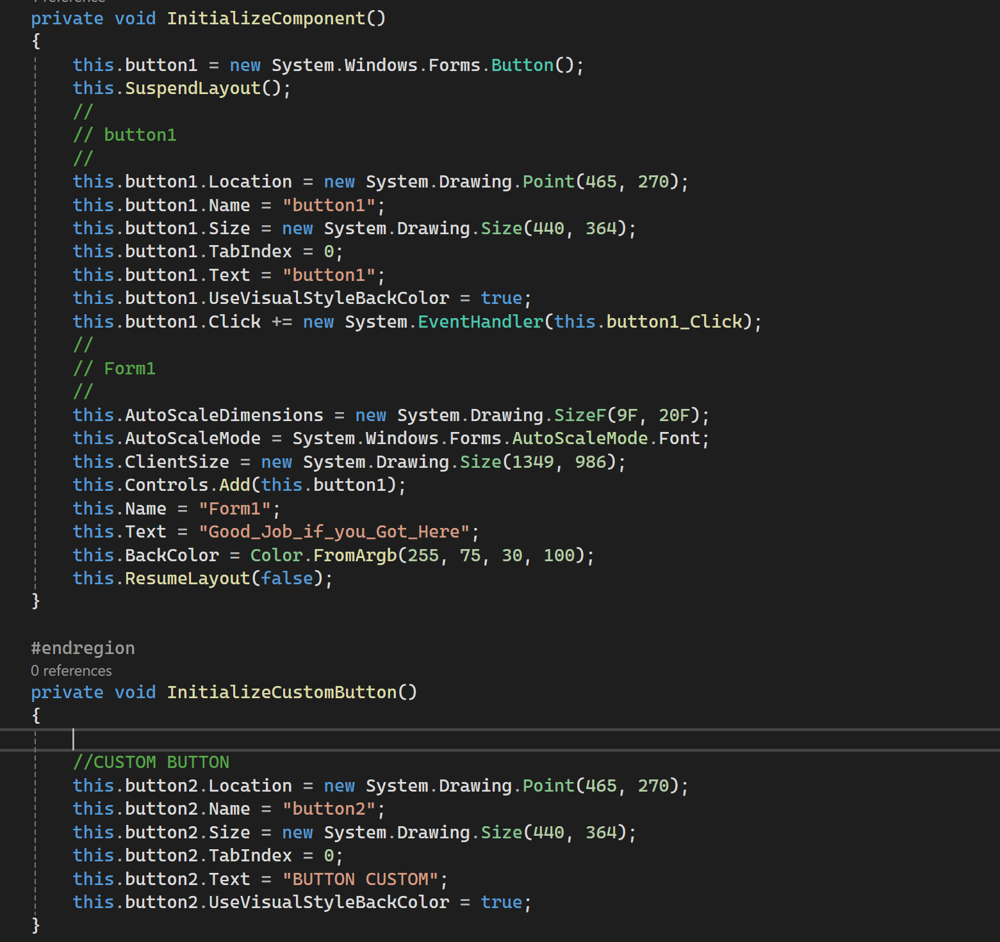 private void InitializeComponent()
{
    this.button1 = new System.Windows.Forms.Button();
    this.SuspendLayout();
    //
    // button1
    //
    this.button1.Location = new System.Drawing.Point(465, 270);
    this.button1.Name = "button1";
    this.button1.Size = new System.Drawing.Size(440, 364);
    this.button1.TabIndex = 0;
    this.button1.Text = "button1";
    this.button1.UseVisualStyleBackColor = true;
    this.button1.Click += new System.EventHandler(this.button1_Click);
    //
    // Form1
    //
    this.AutoScaleDimensions = new System.Drawing.SizeF(9F, 20F);
    this.AutoScaleMode = System.Windows.Forms.AutoScaleMode.Font;
    this.ClientSize = new System.Drawing.Size(1349, 986);
    this.Controls.Add(this.button1);
    this.Name = "Form1";
    this.Text = "Good_Job_if_you_Got_Here";
    this.BackColor = Color.FromArgb(255, 75, 30, 100);
    this.ResumeLayout(false);
}
#endregion
0 references
private void InitializeCustomButton()
{
    //CUSTOM BUTTON
    this.button2.Location = new System.Drawing.Point(465, 270);
    this.button2.Name = "button2";
    this.button2.Size = new System.Drawing.Size(440, 364);
    this.button2.TabIndex = 0;
    this.button2.Text = "BUTTON CUSTOM";
    this.button2.UseVisualStyleBackColor = true;
}